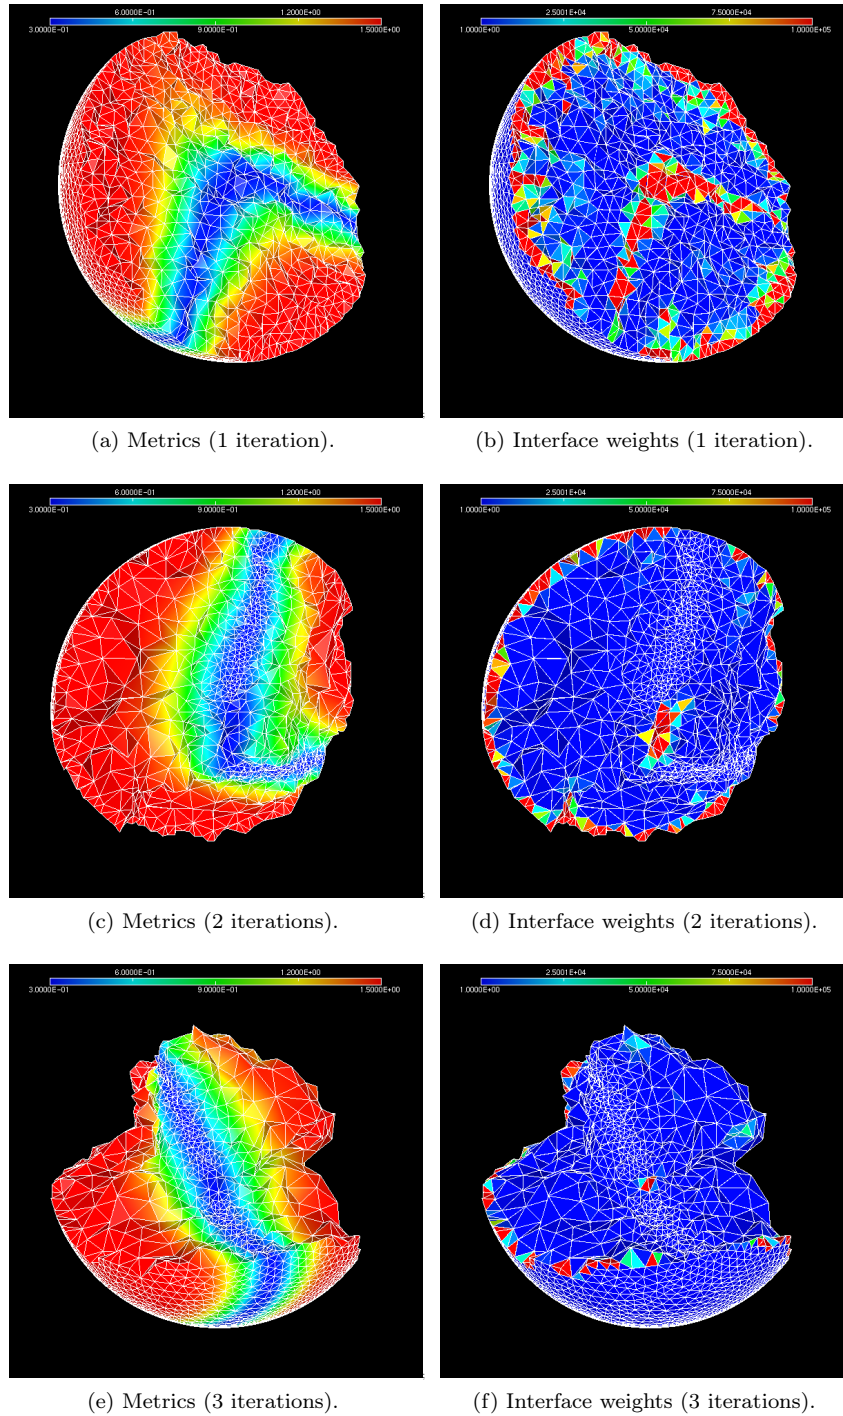 6.0000E-01 1.2000E+00
3.0000E-01 9.0000E-01 1.5000E+00
2.5001E+04 7.5000E+04
1.0000E+00 5.0000E+04 1.0000E+05
(a) Metrics (1 iteration).
(b) Interface weights (1 iteration).
6.0000E-01 1.2000E+00
3.0000E-01 9.0000E-01 1.5000E+00
2.5001E+04 7.5000E+04
1.0000E+00 5.0000E+04 1.0000E+05
(c) Metrics (2 iterations).
(d) Interface weights (2 iterations).
6.0000E-01 1.2000E+00
3.0000E-01 9.0000E-01 1.5000E+00
2.5001E+04 7.5000E+04
1.0000E+00 5.0000E+04 1.0000E+05
(e) Metrics (3 iterations).
(f) Interface weights (3 iterations).